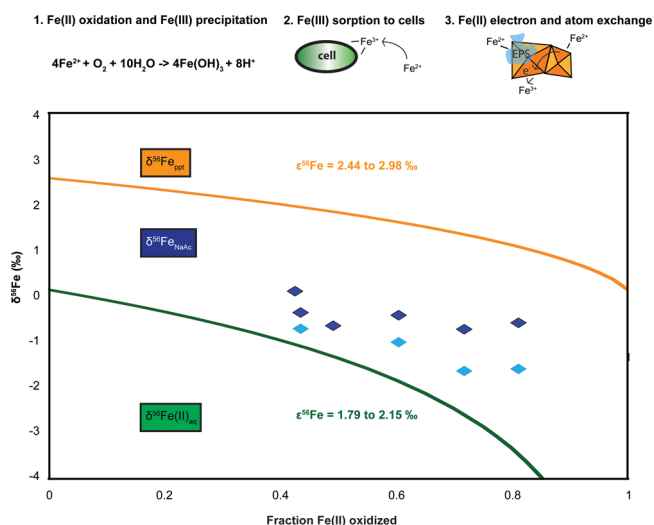 1. Fe(II) oxidation and Fe(III) precipitation
2. Fe(III) sorption to cells
3. Fe(II) electron and atom exchange
4Fe²⁺ + O₂ + 10H₂O -> 4Fe(OH)₃ + 8H⁺
cell
Fe³⁺
Fe²⁺
Fe²⁺
EPS
Fe²⁺
e⁻
Fe³⁺
4
3
2
1
0
-1
-2
-3
-4
δ⁵⁶Fe (‰)
δ⁵⁶Fe_ppt
ε⁵⁶Fe = 2.44 to 2.98 ‰
δ⁵⁶Fe_NaAc
δ⁵⁶Fe(II)_aq
ε⁵⁶Fe = 1.79 to 2.15 ‰
0 0.2 0.4 0.6 0.8 1
Fraction Fe(II) oxidized